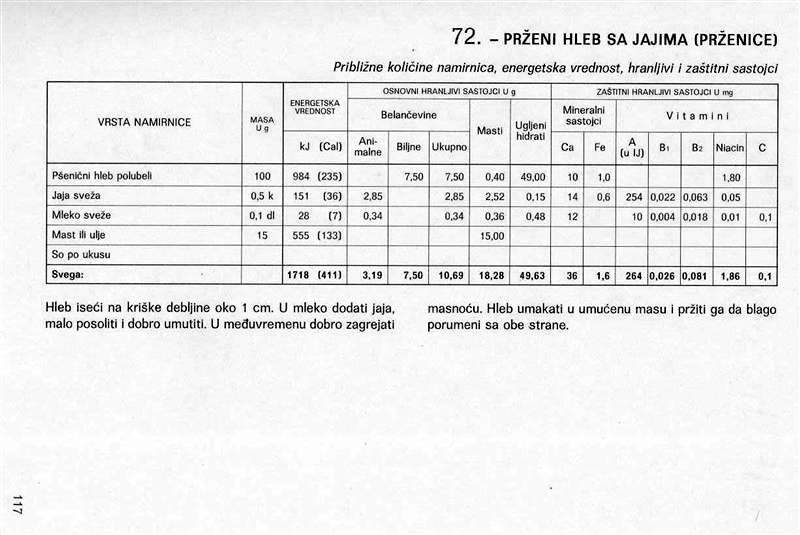 72. – PRŽENI HLEB SA JAJIMA (PRŽENICE)
Približne količine namirnica, energetska vrednost, hranljivi i zaštitni sastojci
VRSTA NAMIRNICE MASA U g ENERGETSKA VREDNOST OSNOVNI HRANLJIVI SASTOJCI U g ZAŠTITNI HRANLJIVI SASTOJCI U mg
Belančevine Masti Ugljeni hidrati Mineralni sastojci Vitamini
kJ (Cal) Ani-malne Biljne Ukupno Ca Fe A (u IJ) B1 B2 Niacin C
Pšenični hleb polubeli 100 984 (235) 7,50 7,50 0,40 49,00 10 1,0 1,80
Jaja sveža 0,5 k 151 (36) 2,85 2,85 2,52 0,15 14 0,6 254 0,022 0,063 0,05
Mleko sveže 0,1 dl 28 (7) 0,34 0,34 0,36 0,48 12 10 0,004 0,018 0,01 0,1
Mast ili ulje 15 555 (133) 15,00
So po ukusu
Svega: 1718 (411) 3,19 7,50 10,69 18,28 49,63 36 1,6 264 0,026 0,081 1,86 0,1
Hleb iseći na kriške debljine oko 1 cm. U mleko dodati jaja,
malo posoliti i dobro umutiti. U međuvremenu dobro zagrejati
masnoću. Hleb umakati u umućenu masu i pržiti ga da blago
porumeni sa obe strane.
117